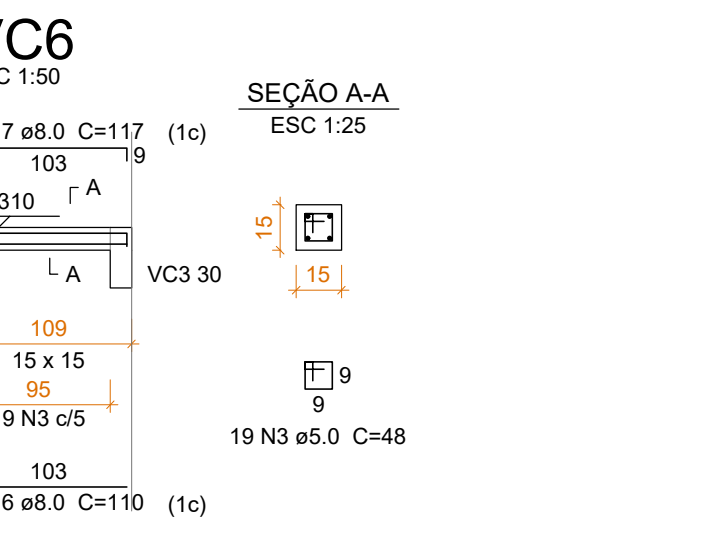 VC6
C 1:50
SEÇÃO A-A
ESC 1:25
7 ø8.0 C=117 (1c)
103
9
A
310
15
15
A
VC3 30
109
15 x 15
95
9 N3 c/5
9
9
19 N3 ø5.0 C=48
103
6 ø8.0 C=110 (1c)